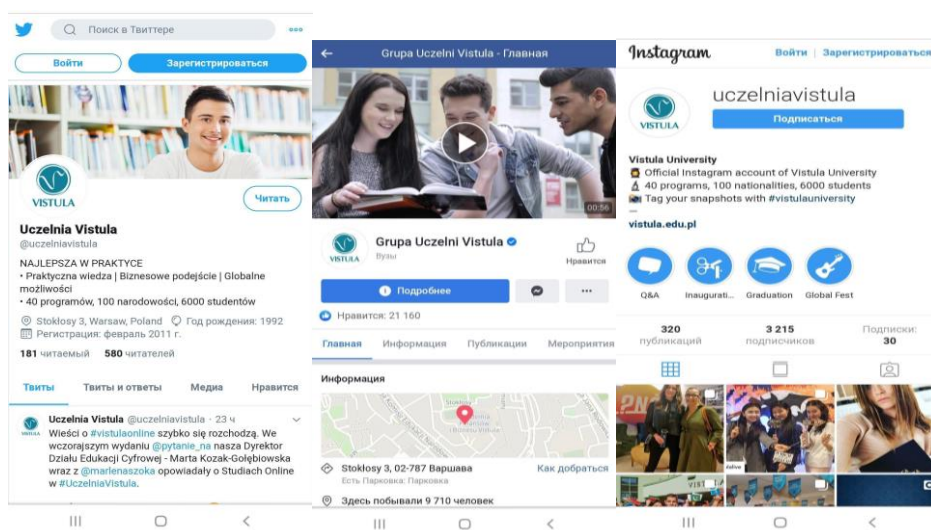 Поиск в Твиттере
Войти
Зарегистрироваться
VISTULA
Читать
Uczelnia Vistula
@uczelniavistula
NAJLEPSZA W PRAKTYCE
• Praktyczna wiedza | Biznesowe podejście | Globalne
możliwości
• 40 programów, 100 narodowości, 6000 studentów
Stokłosy 3, Warsaw, Poland Год рождения: 1992
Регистрация: февраль 2011 г.
181 читаемый 580 читателей
Твиты Твиты и ответы Медиа Нравится
Uczelnia Vistula @uczelniavistula · 23 ч
Wieści o #vistulaonline szybko się rozchodzą. We
wczorajszym wydaniu @pytanie_na nasza Dyrektor
Działu Edukacji Cyfrowej - Marta Kozak-Gołębiowska
wraz z @marlenaszoka opowiadały o Studiach Online
w #UczelniaVistula.
Grupa Uczelni Vistula - Главная
00:56
VISTULA
Grupa Uczelni Vistula
Вузы
Нравится
Подробнее
Нравится: 21 160
Главная Информация Публикации Мероприятия
Информация
Stokłosy 3, 02-787 Варшава
Как добраться
Есть Парковка: Парковка
Здесь побывали 9 710 человек
Instagram
Войти | Зарегистрироваться
VISTULA
uczelniavistula
Подписаться
Vistula University
Official Instagram account of Vistula University
40 programs, 100 nationalities, 6000 students
Tag your snapshots with #vistulauniversity
—
vistula.edu.pl
Q&A Inaugurati... Graduation Global Fest
320
публикаций
3 215
подписчиков
Подписки:
30